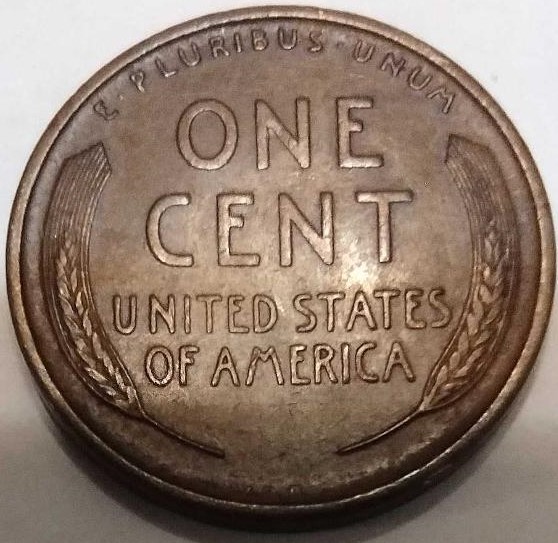 E · PLURIBUS · UNUM
ONE
CENT
UNITED STATES
OF AMERICA